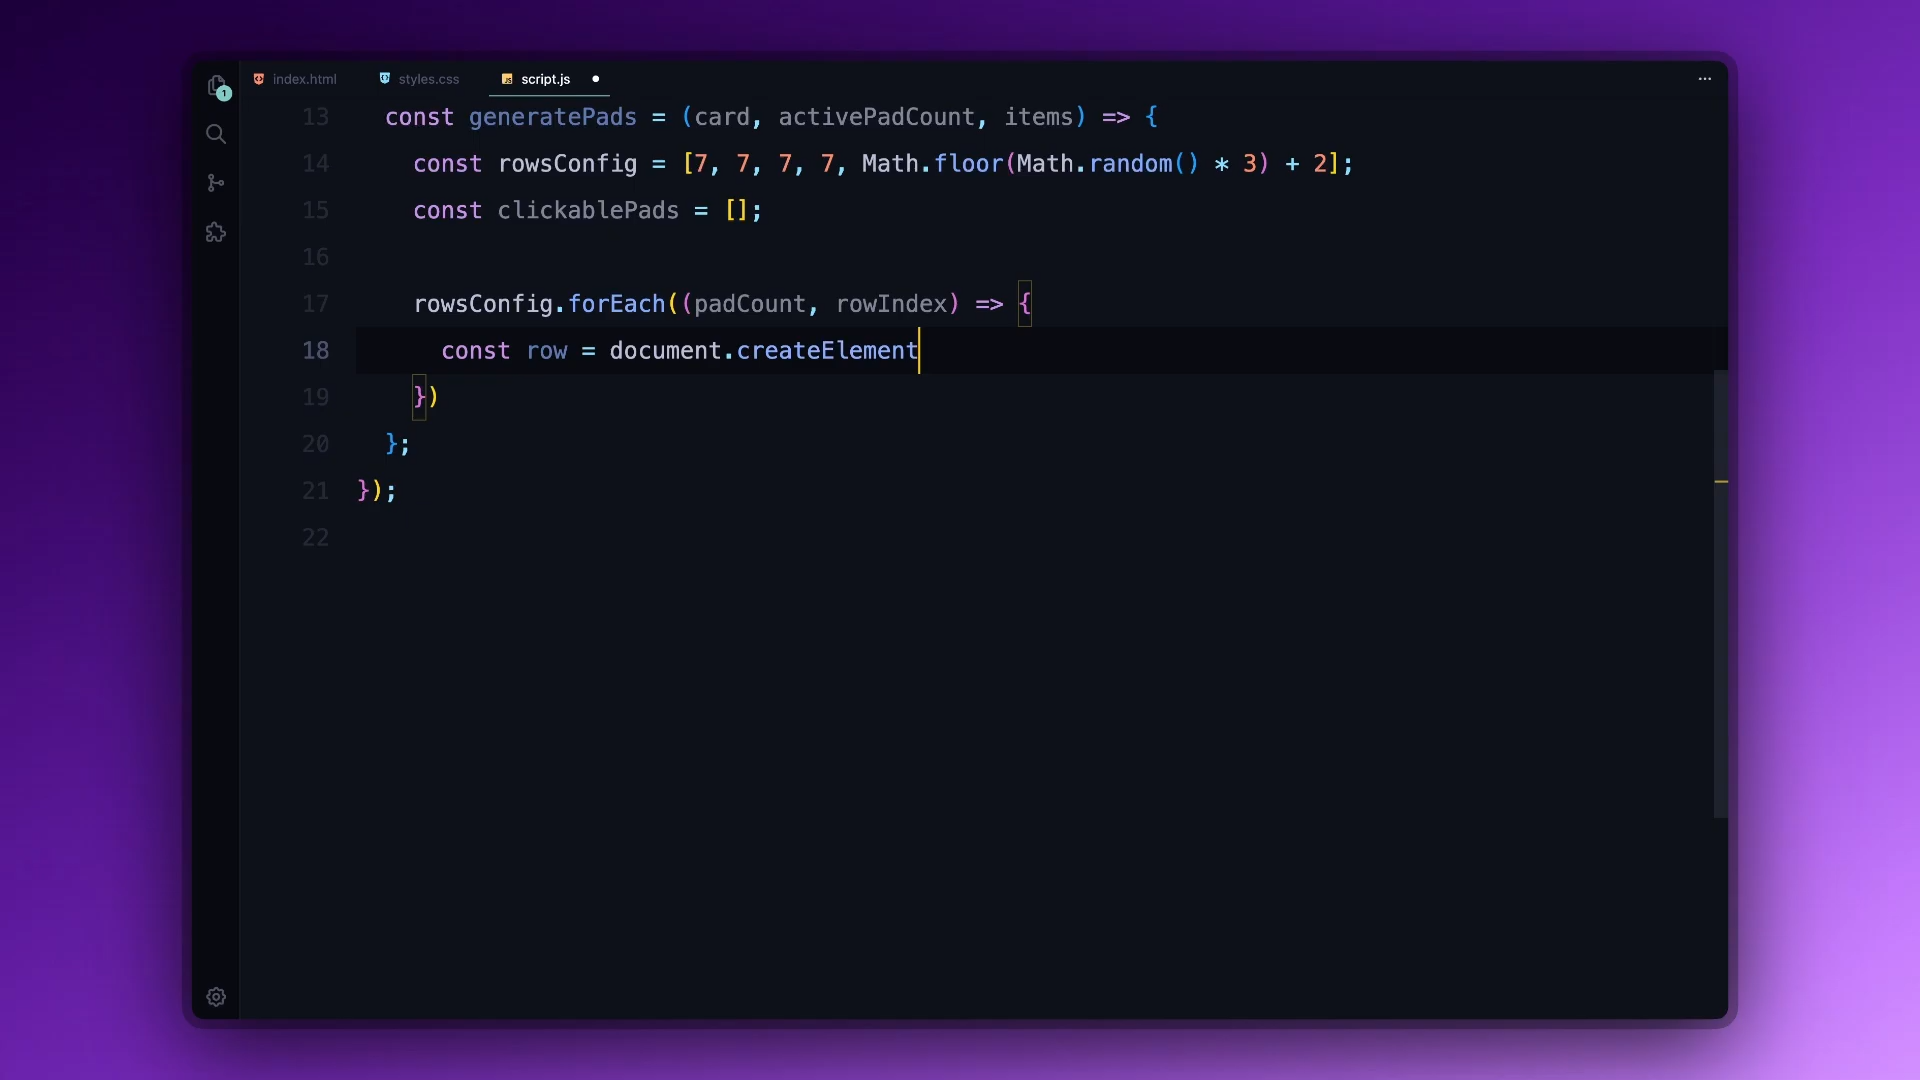 index.html styles.css script.js
1
13 const generatePads = (card, activePadCount, items) => {
14 const rowsConfig = [7, 7, 7, 7, Math.floor(Math.random() * 3) + 2];
15 const clickablePads = [];
16
17 rowsConfig.forEach((padCount, rowIndex) => {
18 const row = document.createElement
19 })
20 };
21 });
22